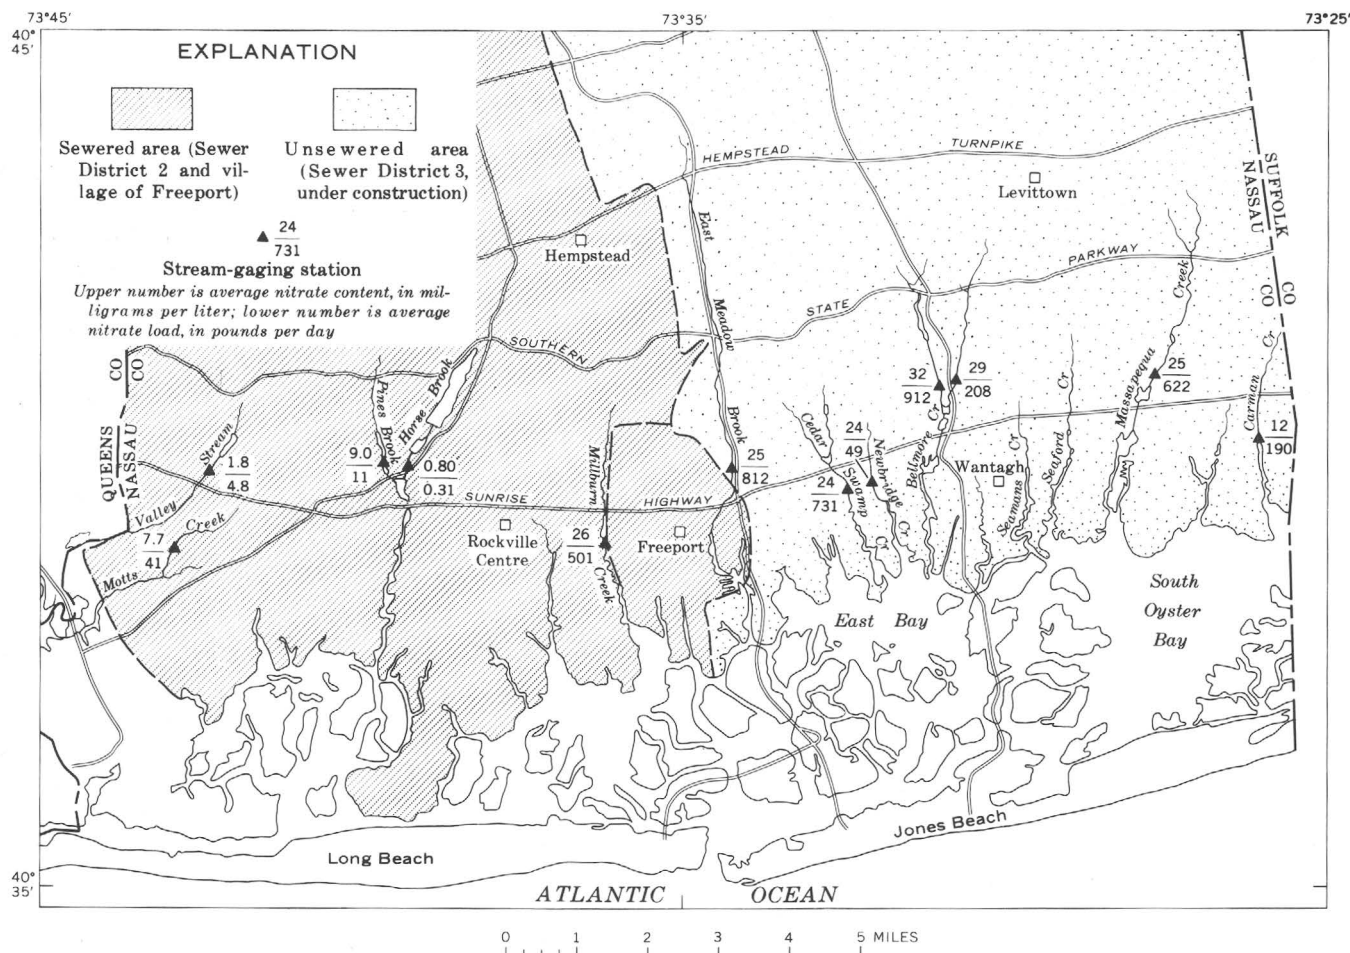 73°45'
73°35'
73°25'
40°
45'
EXPLANATION
Sewered area (Sewer
District 2 and vil-
lage of Freeport)
Unsewered area
(Sewer District 3,
under construction)
24
731
Stream-gaging station
Upper number is average nitrate content, in mil-
ligrams per liter; lower number is average
nitrate load, in pounds per day
HEMPSTEAD
TURNPIKE
Levittown
SUFFOLK CO
NASSAU CO
Hempstead
East
Meadow
Brook
STATE
PARKWAY
SOUTHERN
QUEENS CO
NASSAU CO
Valley
Stream
1.8
4.8
Pines
Brook
9.0
11
Horse Brook
0.80
0.31
Motts
Creek
7.7
41
SUNRISE
HIGHWAY
Rockville
Centre
Millburn
Creek
26
501
Freeport
25
812
Cedar
Swamp
Cr
24
731
Newbridge
Cr
24
49
Bellmore
Cr
32
912
29
208
Wantagh
Seamans
Cr
Seaford
Cr
Massapequa
Creek
25
622
Carman
Cr
12
190
East Bay
South
Oyster
Bay
Long Beach
Jones Beach
ATLANTIC OCEAN
40°
35'
0 1 2 3 4 5 MILES